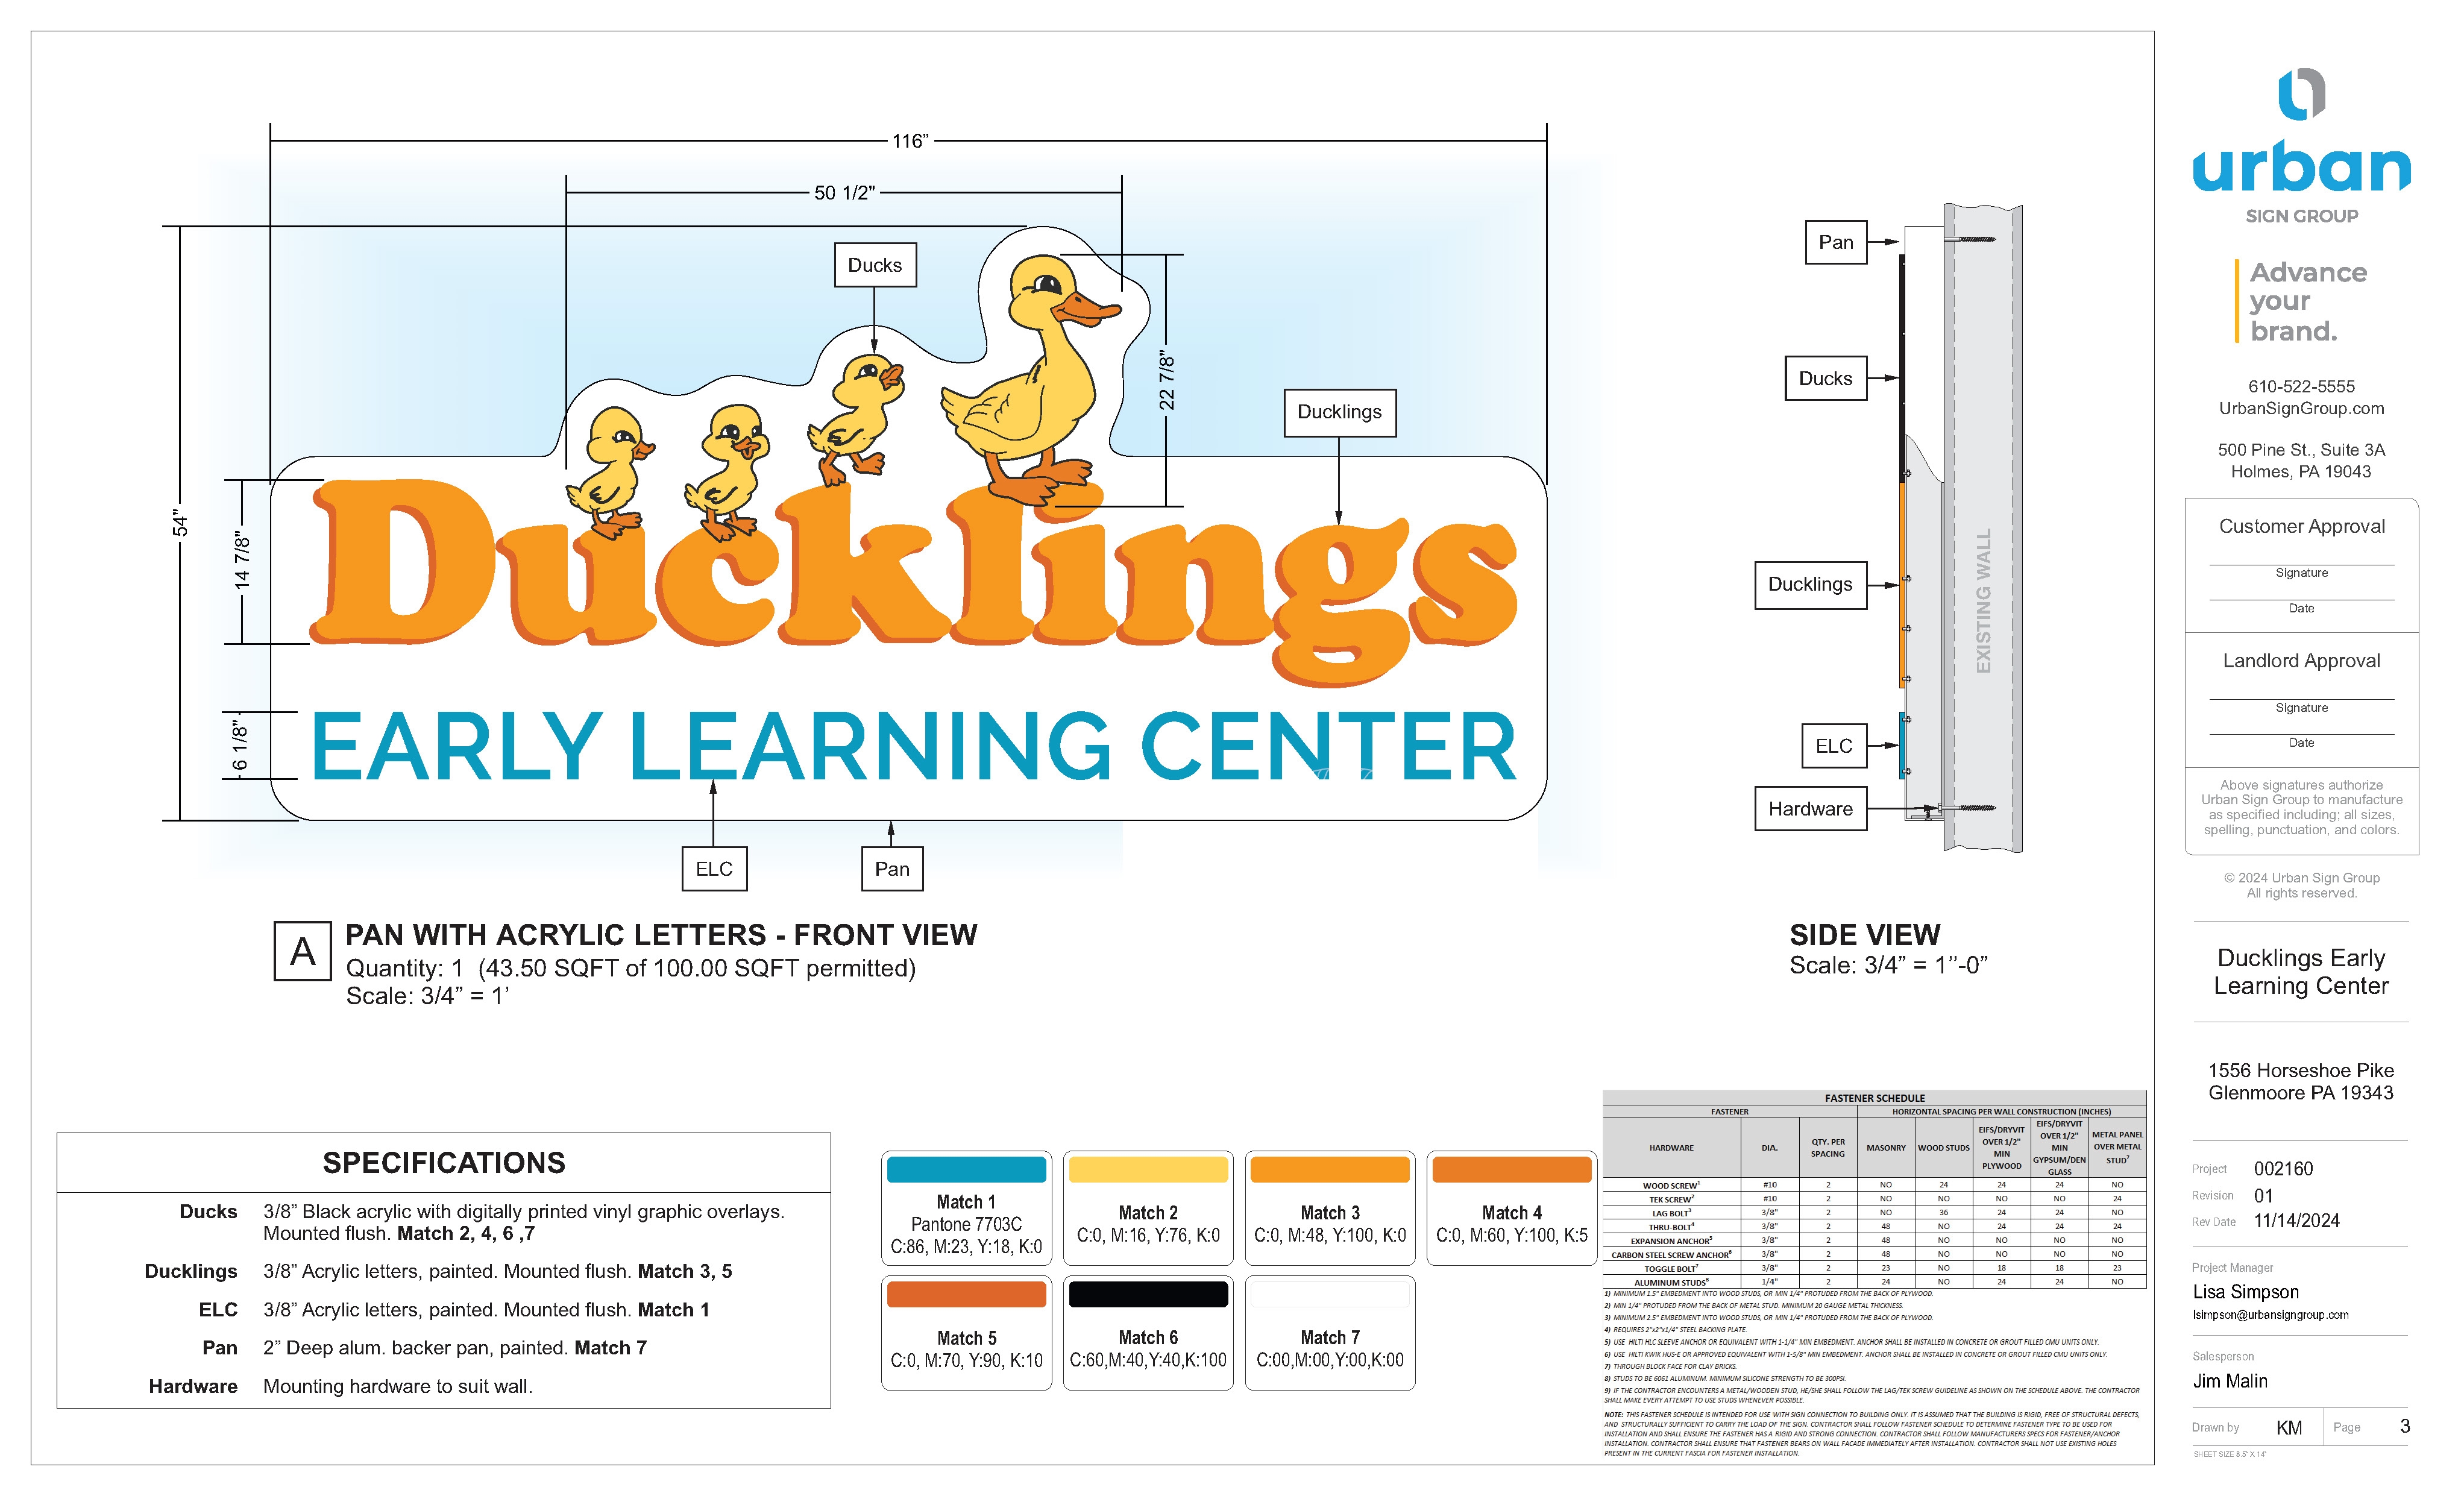 116”
50 1/2"
Ducks
54"
14 7/8"
6 1/8"
22 7/8"
Ducklings
Ducklings
EARLY LEARNING CENTER
ELC
Pan
Pan
Ducks
Ducklings
ELC
Hardware
EXISTING WALL
A
PAN WITH ACRYLIC LETTERS - FRONT VIEW
Quantity: 1 (43.50 SQFT of 100.00 SQFT permitted)
Scale: 3/4” = 1’
SIDE VIEW
Scale: 3/4” = 1’'-0”
SPECIFICATIONS
Ducks 3/8” Black acrylic with digitally printed vinyl graphic overlays.
Mounted flush. Match 2, 4, 6 ,7
Ducklings 3/8” Acrylic letters, painted. Mounted flush. Match 3, 5
ELC 3/8” Acrylic letters, painted. Mounted flush. Match 1
Pan 2” Deep alum. backer pan, painted. Match 7
Hardware Mounting hardware to suit wall.
Match 1
Pantone 7703C
C:86, M:23, Y:18, K:0
Match 2
C:0, M:16, Y:76, K:0
Match 3
C:0, M:48, Y:100, K:0
Match 4
C:0, M:60, Y:100, K:5
Match 5
C:0, M:70, Y:90, K:10
Match 6
C:60,M:40,Y:40,K:100
Match 7
C:00,M:00,Y:00,K:00
FASTENER SCHEDULE
FASTENER HORIZONTAL SPACING PER WALL CONSTRUCTION (INCHES)
HARDWARE
DIA.
QTY. PER
SPACING
MASONRY
WOOD STUDS
EIFS/DRYVIT
OVER 1/2"
MIN
PLYWOOD
EIFS/DRYVIT
OVER 1/2"
MIN
GYPSUM/DEN
GLASS
METAL PANEL
OVER METAL
STUD7
WOOD SCREW1 #10 2 NO 24 24 24 NO
TEK SCREW2 #10 2 NO NO NO NO 24
LAG BOLT3 3/8" 2 NO 36 24 24 NO
THRU-BOLT4 3/8" 2 48 NO 24 24 24
EXPANSION ANCHOR5 3/8" 2 48 NO NO NO NO
CARBON STEEL SCREW ANCHOR6 3/8" 2 48 NO NO NO NO
TOGGLE BOLT7 3/8" 2 23 NO 18 18 23
ALUMINUM STUDS8 1/4" 2 24 NO 24 24 NO
1) MINIMUM 1.5" EMBEDMENT INTO WOOD STUDS, OR MIN 1/4" PROTUDED FROM THE BACK OF PLYWOOD.
2) MIN 1/4" PROTUDED FROM THE BACK OF METAL STUD. MINIMUM 20 GAUGE METAL THICKNESS.
3) MINIMUM 2.5" EMBEDMENT INTO WOOD STUDS, OR MIN 1/4" PROTUDED FROM THE BACK OF PLYWOOD.
4) REQUIRES 2"x2"x1/4" STEEL BACKING PLATE.
5) USE HILTI HLC SLEEVE ANCHOR OR EQUIVALENT WITH 1-1/4" MIN EMBEDMENT. ANCHOR SHALL BE INSTALLED IN CONCRETE OR GROUT FILLED CMU UNITS ONLY.
6) USE HILTI KWIK HUS-E OR APPROVED EQUIVALENT WITH 1-5/8" MIN EMBEDMENT. ANCHOR SHALL BE INSTALLED IN CONCRETE OR GROUT FILLED CMU UNITS ONLY.
7) THROUGH BLOCK FACE FOR CLAY BRICKS.
8) STUDS TO BE 6061 ALUMINUM. MINIMUM SILICONE STRENGTH TO BE 300PSI.
9) IF THE CONTRACTOR ENCOUNTERS A METAL/WOODEN STUD, HE/SHE SHALL FOLLOW THE LAG/TEK SCREW GUIDELINE AS SHOWN ON THE SCHEDULE ABOVE. THE CONTRACTOR
SHALL MAKE EVERY ATTEMPT TO USE STUDS WHENEVER POSSIBLE.
NOTE: THIS FASTENER SCHEDULE IS INTENDED FOR USE WITH SIGN CONNECTION TO BUILDING ONLY. IT IS ASSUMED THAT THE BUILDING IS RIGID, FREE OF STRUCTURAL DEFECTS,
AND STRUCTURALLY SUFFICIENT TO CARRY THE LOAD OF THE SIGN. CONTRACTOR SHALL FOLLOW FASTENER SCHEDULE TO DETERMINE FASTENER TYPE TO BE USED FOR
INSTALLATION AND SHALL ENSURE THE FASTENER HAS A RIGID AND STRONG CONNECTION. CONTRACTOR SHALL FOLLOW MANUFACTURERS SPECS FOR FASTENER/ANCHOR
INSTALLATION. CONTRACTOR SHALL ENSURE THAT FASTENER BEARS ON WALL FACADE IMMEDIATELY AFTER INSTALLATION. CONTRACTOR SHALL NOT USE EXISTING HOLES
PRESENT IN THE CURRENT FASCIA FOR FASTENER INSTALLATION.
urban
SIGN GROUP
Advance
your
brand.
610-522-5555
UrbanSignGroup.com
500 Pine St., Suite 3A
Holmes, PA 19043
Customer Approval
Signature
Date
Landlord Approval
Signature
Date
Above signatures authorize
Urban Sign Group to manufacture
as specified including; all sizes,
spelling, punctuation, and colors.
© 2024 Urban Sign Group
All rights reserved.
Ducklings Early
Learning Center
1556 Horseshoe Pike
Glenmoore PA 19343
Project 002160
Revision 01
Rev Date 11/14/2024
Project Manager
Lisa Simpson
lsimpson@urbansigngroup.com
Salesperson
Jim Malin
Drawn by KM Page 3
SHEET SIZE 8.5" X 14"